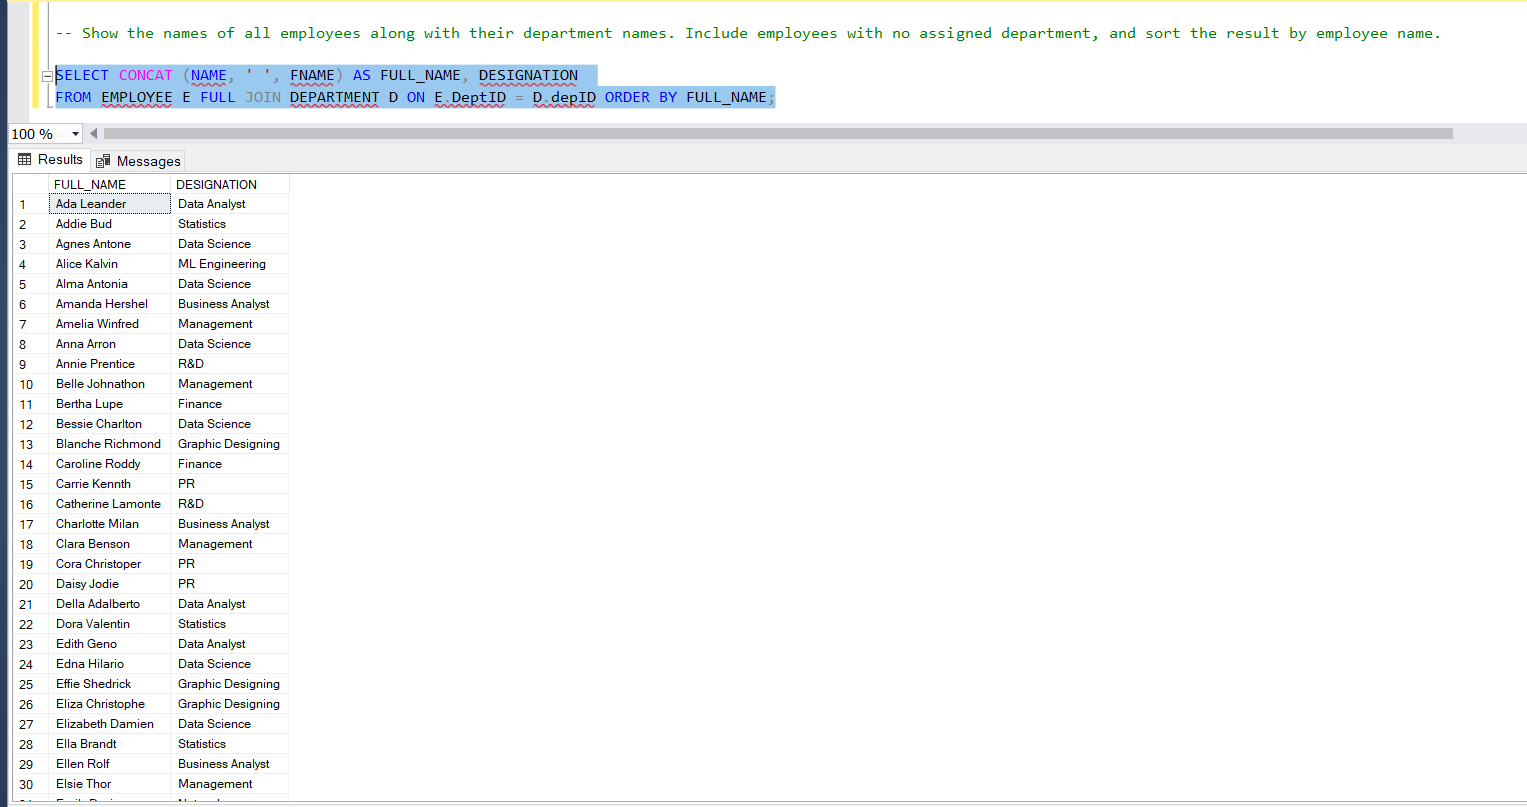 -- Show the names of all employees along with their department names. Include employees with no assigned department, and sort the result by employee name.
SELECT CONCAT (NAME, ' ', FNAME) AS FULL_NAME, DESIGNATION
FROM EMPLOYEE E FULL JOIN DEPARTMENT D ON E.DeptID = D.depID ORDER BY FULL_NAME;
100 %
Results Messages
FULL_NAME DESIGNATION
1 Ada Leander Data Analyst
2 Addie Bud Statistics
3 Agnes Antone Data Science
4 Alice Kalvin ML Engineering
5 Alma Antonia Data Science
6 Amanda Hershel Business Analyst
7 Amelia Winfred Management
8 Anna Arron Data Science
9 Annie Prentice R&D
10 Belle Johnathon Management
11 Bertha Lupe Finance
12 Bessie Charlton Data Science
13 Blanche Richmond Graphic Designing
14 Caroline Roddy Finance
15 Carrie Kennth PR
16 Catherine Lamonte R&D
17 Charlotte Milan Business Analyst
18 Clara Benson Management
19 Cora Christoper PR
20 Daisy Jodie PR
21 Della Adalberto Data Analyst
22 Dora Valentin Statistics
23 Edith Geno Data Analyst
24 Edna Hilario Data Science
25 Effie Shedrick Graphic Designing
26 Eliza Christophe Graphic Designing
27 Elizabeth Damien Data Science
28 Ella Brandt Statistics
29 Ellen Rolf Business Analyst
30 Elsie Thor Management